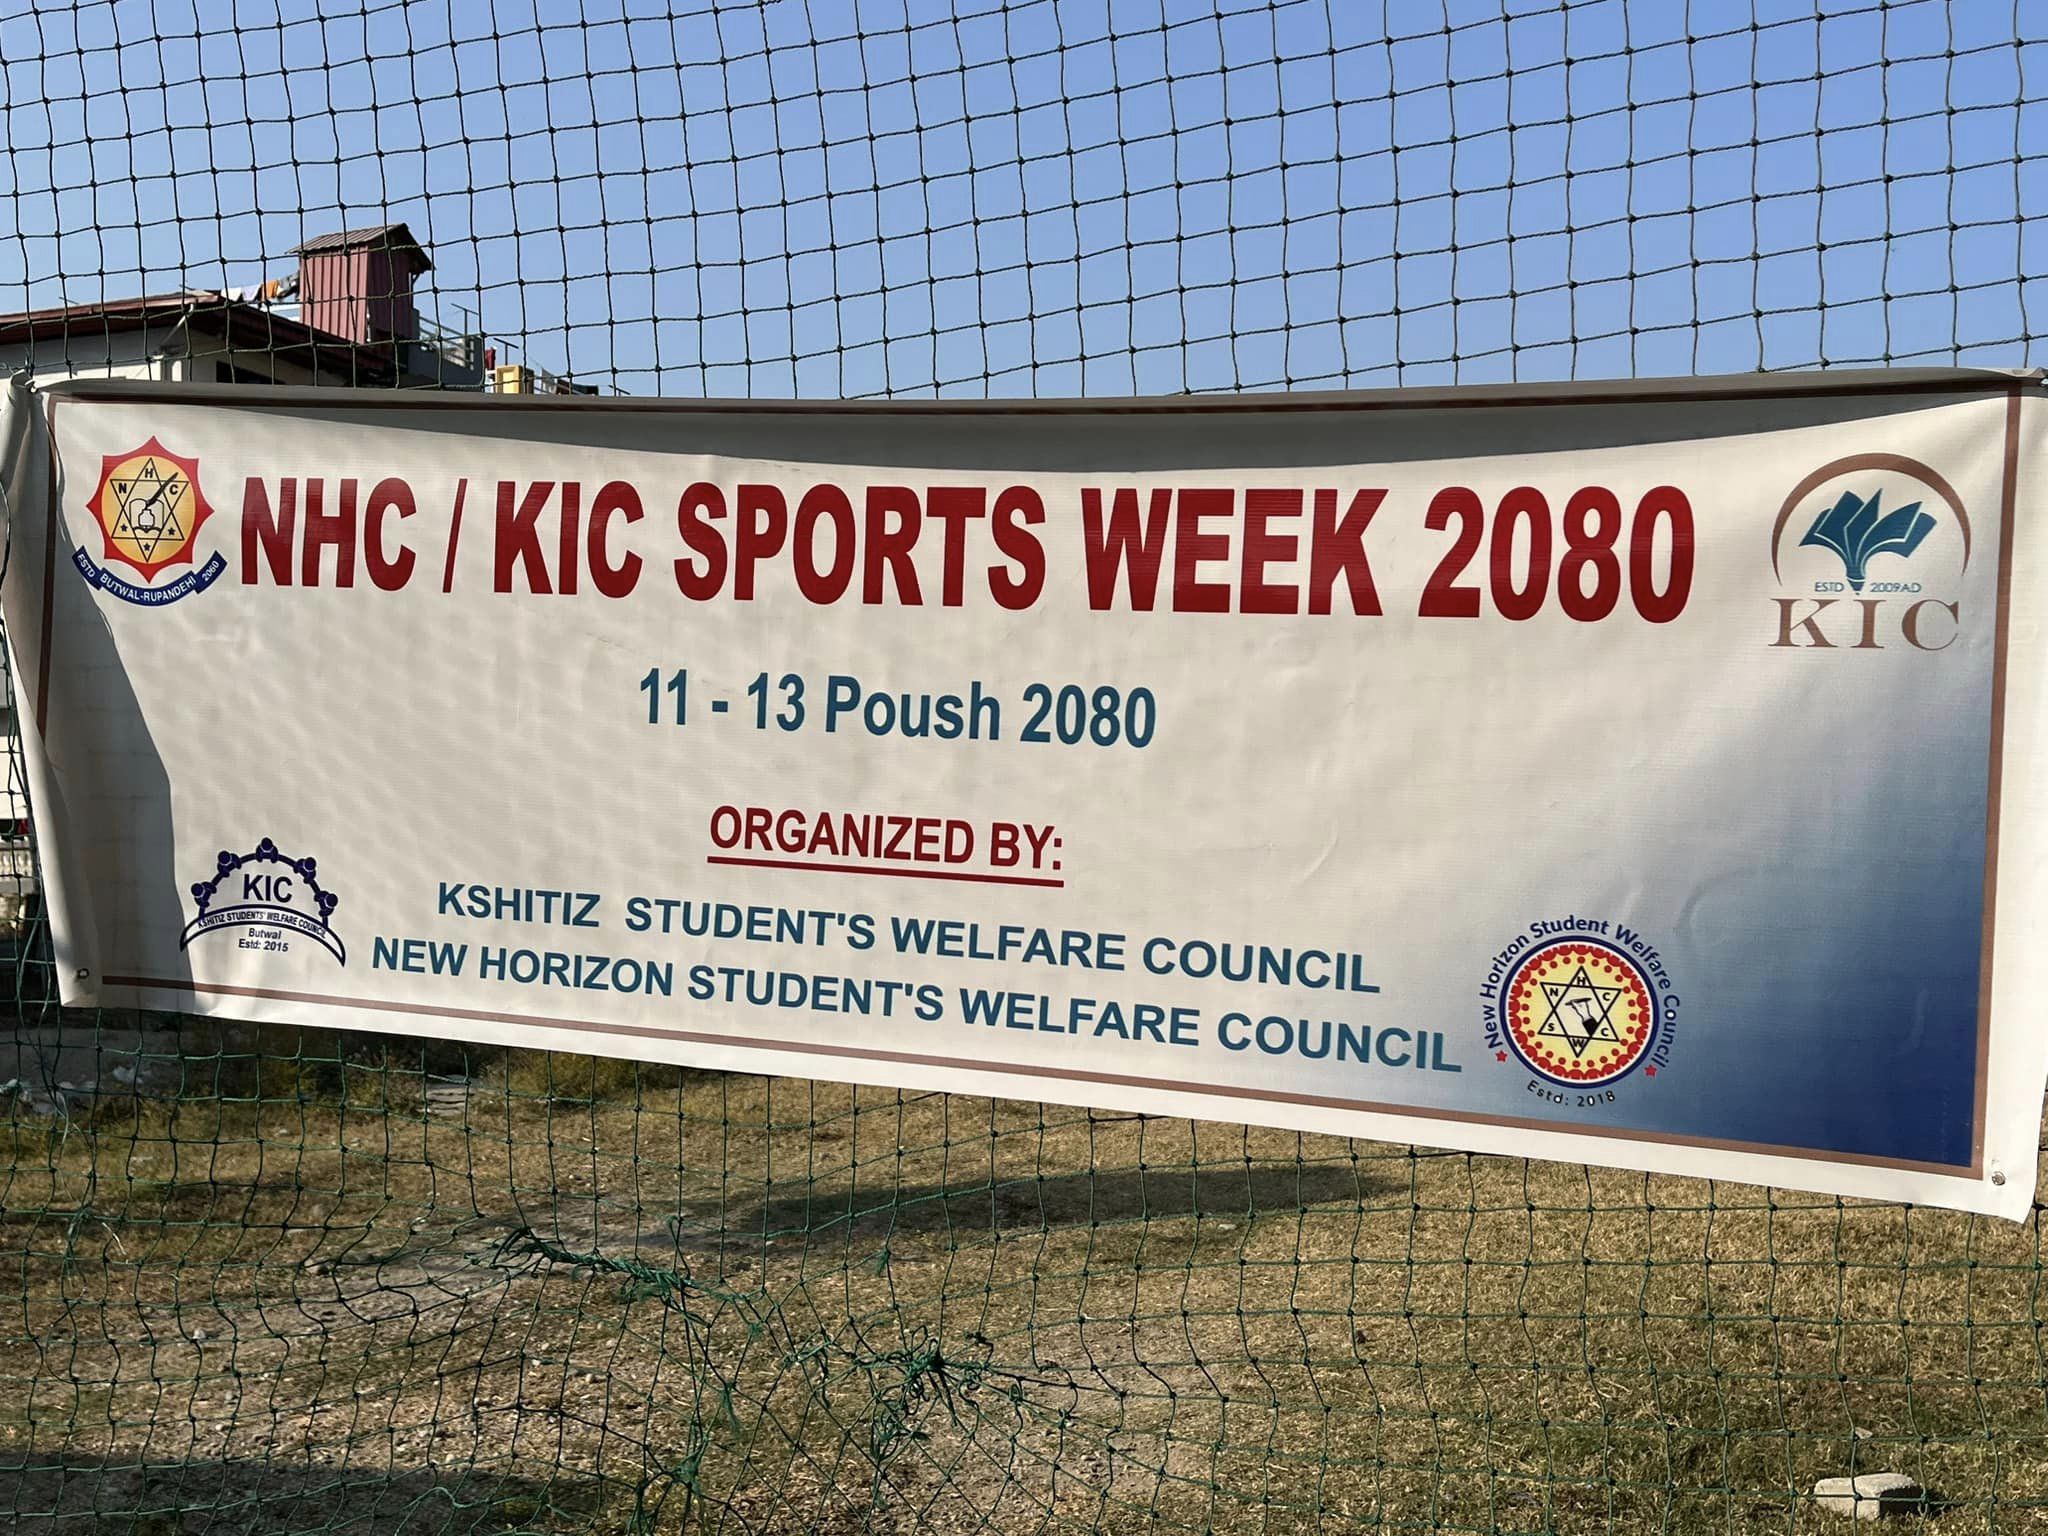 H
N C
ESTD BUTWAL-RUPANDEHI 2060
NHC / KIC SPORTS WEEK 2080
ESTD 2009AD
KIC
11 - 13 Poush 2080
ORGANIZED BY:
KIC
KSHITIZ STUDENTS' WELFARE COUNCIL
Butwal
Estd: 2015
KSHITIZ STUDENT'S WELFARE COUNCIL
NEW HORIZON STUDENT'S WELFARE COUNCIL
New Horizon Student Welfare Council
H
N C
S C
W
Estd: 2018